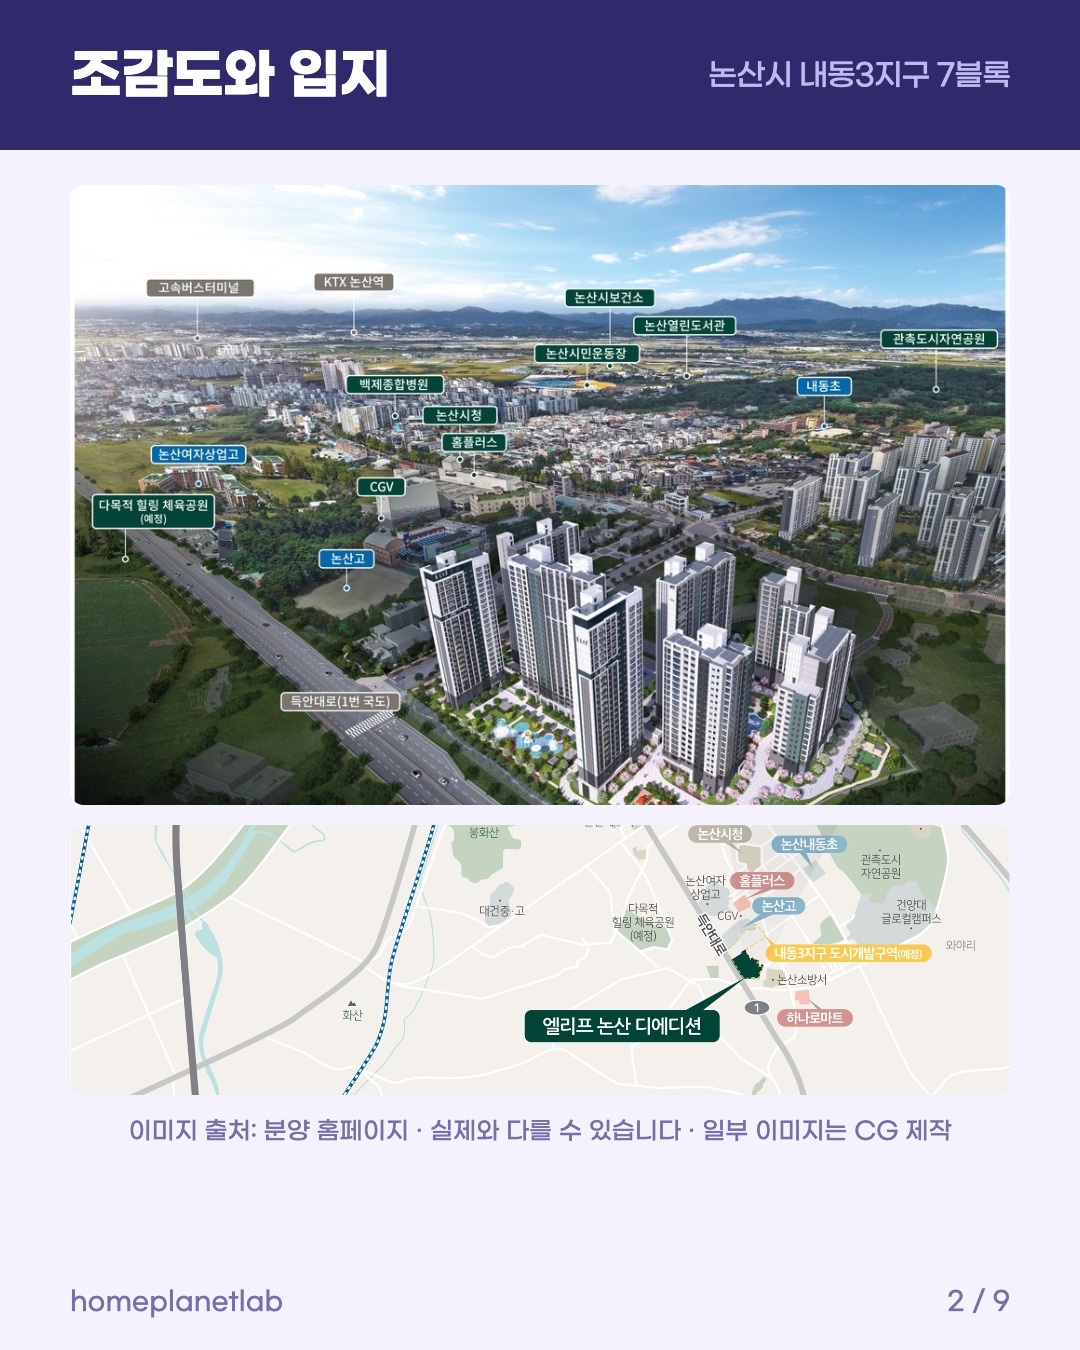 조감도와 입지
논산시 내동3지구 7블록
고속버스터미널
KTX 논산역
논산시보건소
논산열린도서관
관촉도시자연공원
논산시민운동장
백제종합병원
내동초
논산시청
홈플러스
논산여자상업고
CGV
다목적 힐링 체육공원
(예정)
논산고
득안대로(1번 국도)
봉화산
논산시청
논산내동초
관촉도시
자연공원
논산여자
상업고
홈플러스
대건중·고
다목적
힐링 체육공원
(예정)
CGV
논산고
건양대
글로컬캠퍼스
득안대로
내동3지구 도시개발구역(예정)
와야리
논산소방서
화산
1
하나로마트
엘리프 논산 디에디션
이미지 출처: 분양 홈페이지 · 실제와 다를 수 있습니다 · 일부 이미지는 CG 제작
homeplanetlab
2 / 9